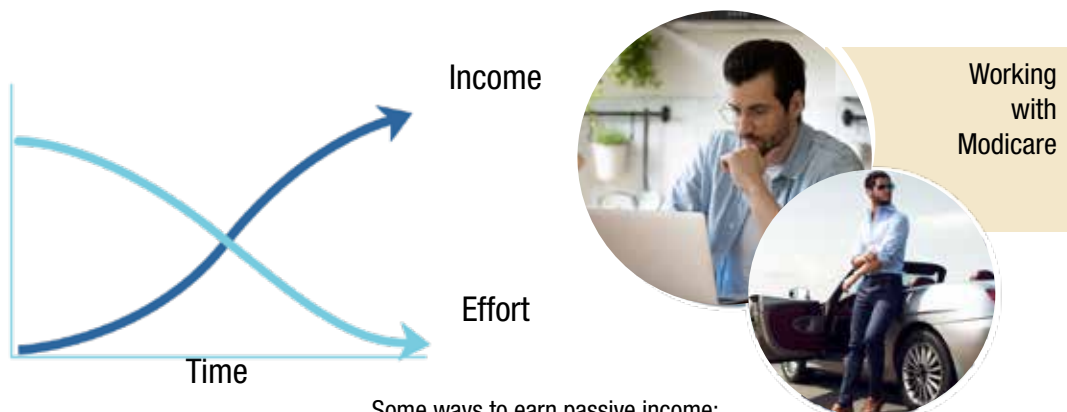 Income
Working
with
Modicare
Effort
Time
Some ways to earn passive income: